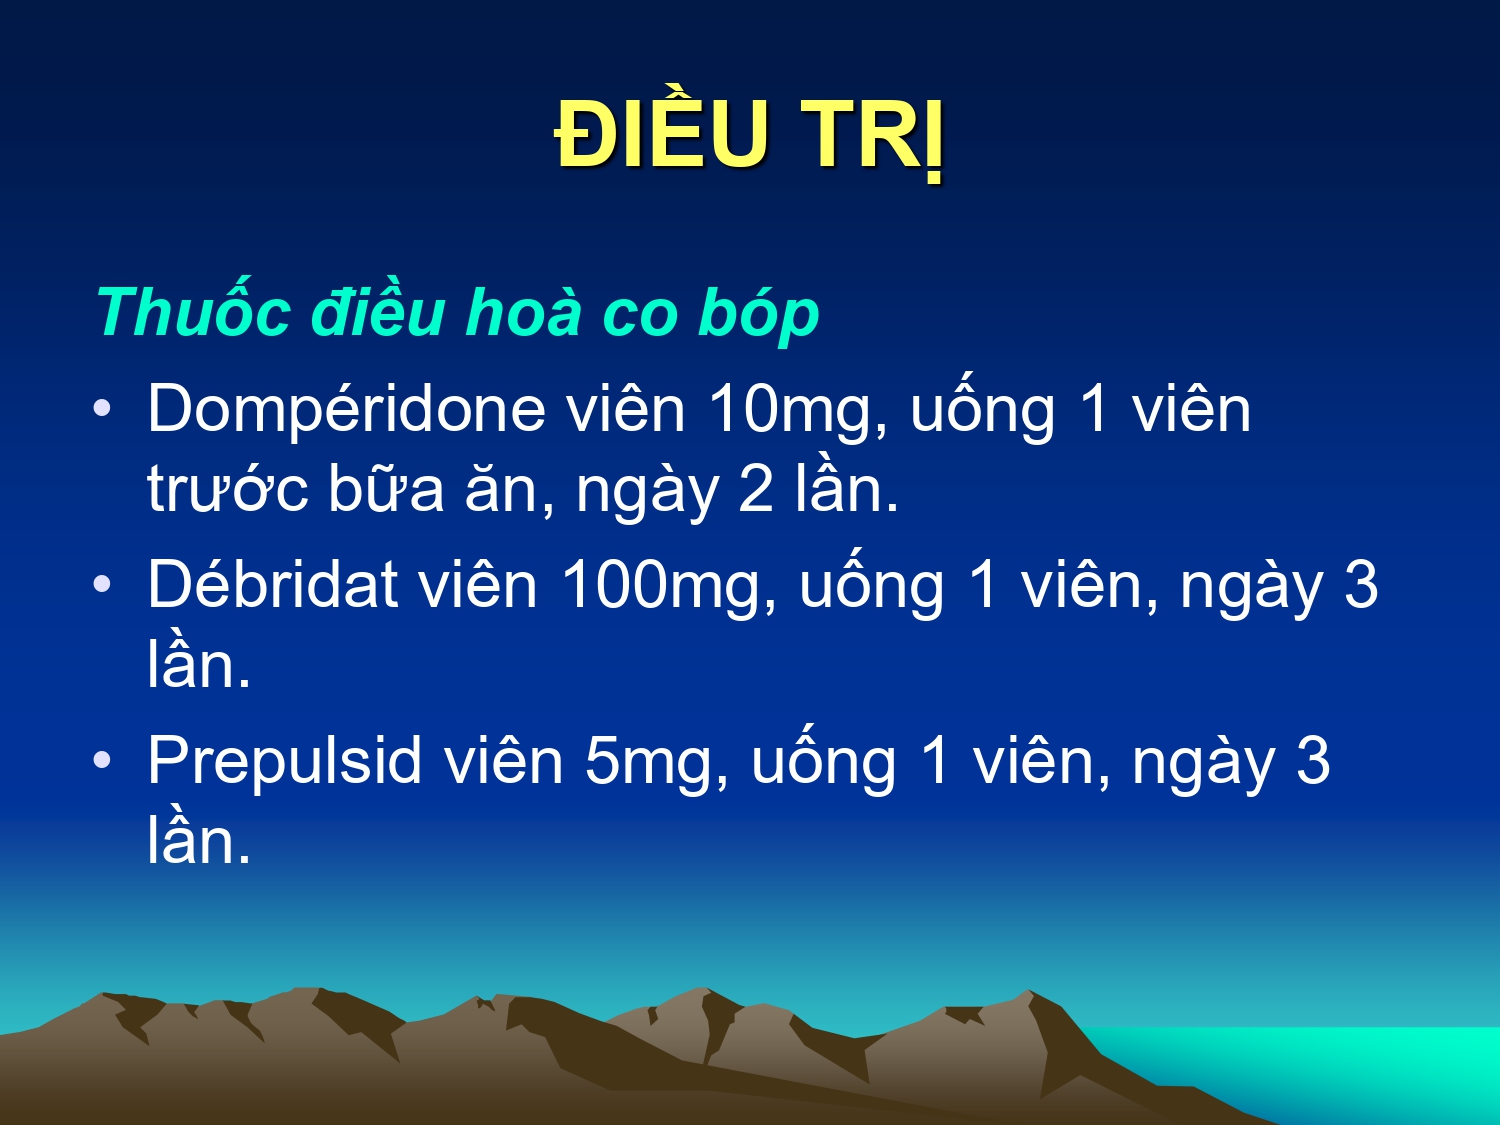 ĐIỀU TRỊ
Thuốc điều hoà co bóp
• Dompéridone viên 10mg, uống 1 viên
trước bữa ăn, ngày 2 lần.
• Débridat viên 100mg, uống 1 viên, ngày 3
lần.
• Prepulsid viên 5mg, uống 1 viên, ngày 3
lần.